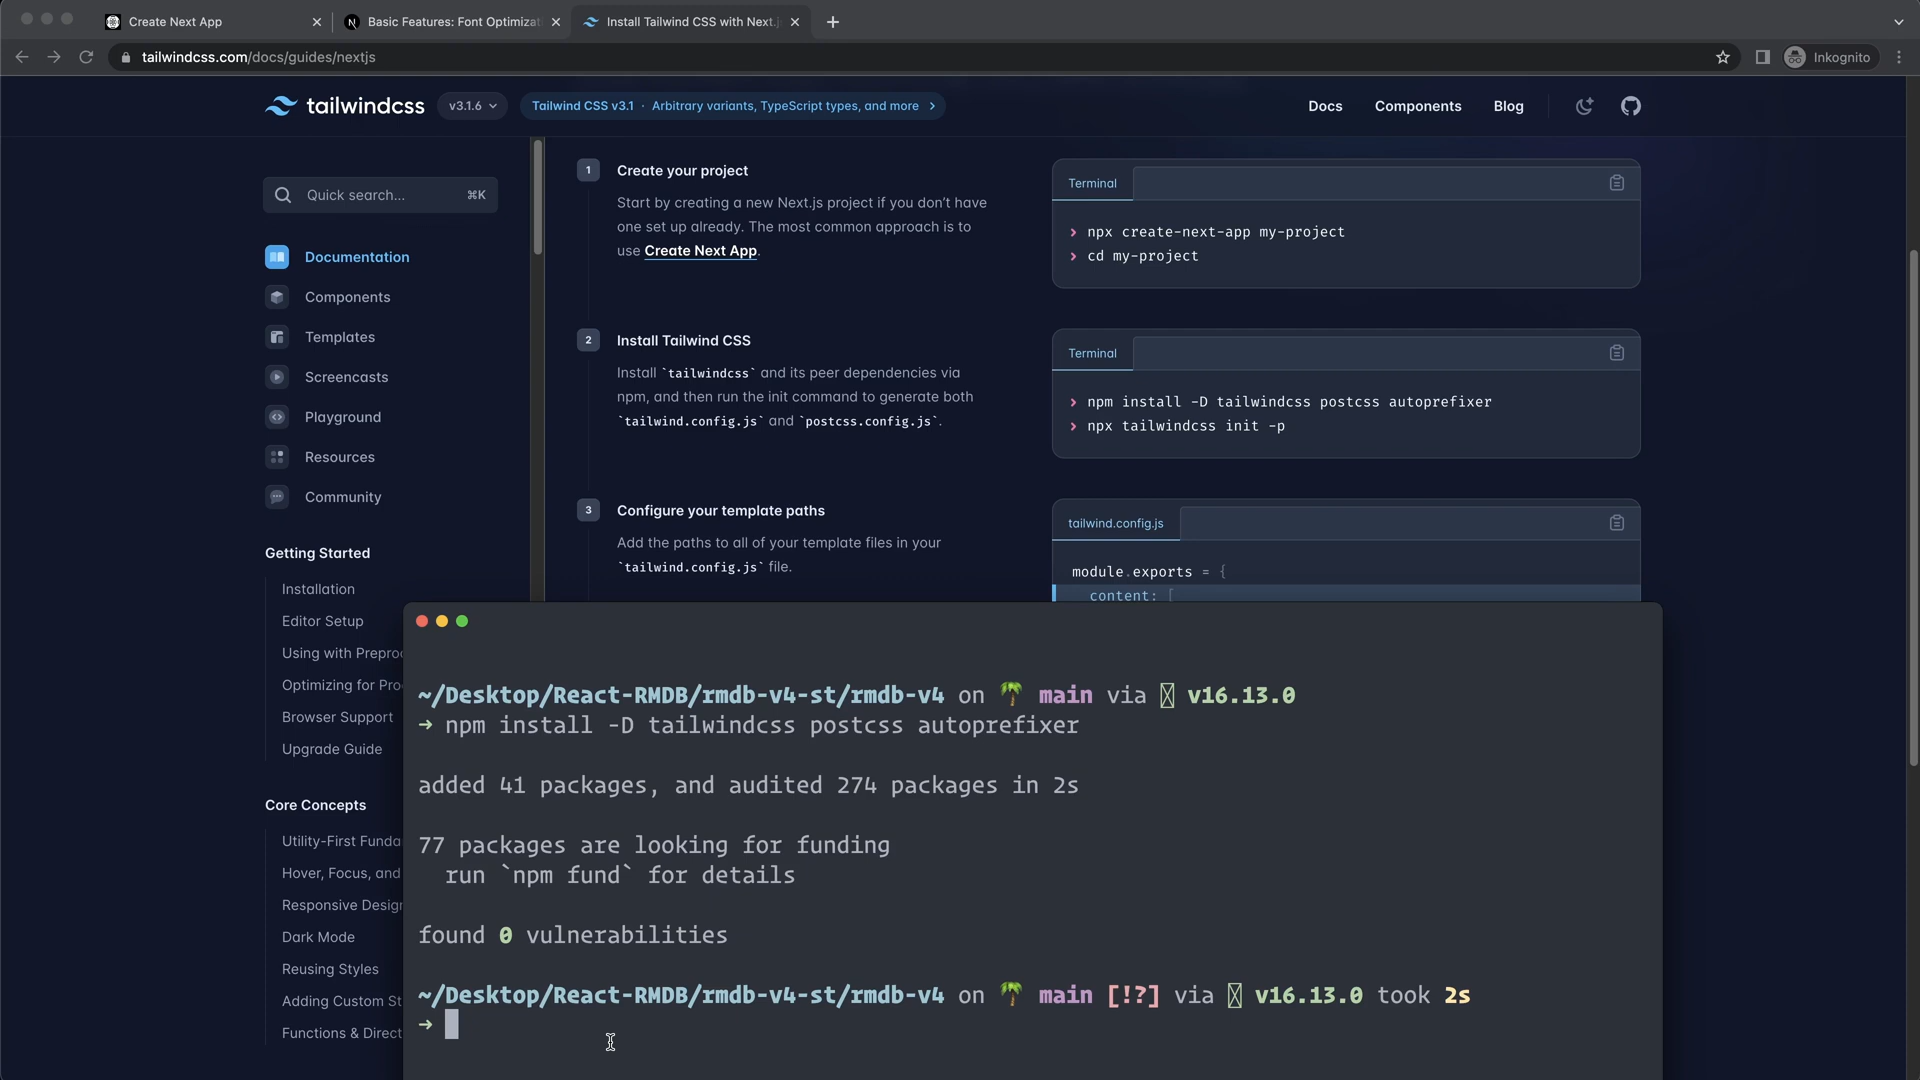 Create Next App
Basic Features: Font Optimizat
Install Tailwind CSS with Next.j
tailwindcss.com/docs/guides/nextjs
Inkognito
tailwindcss
v3.1.6
Tailwind CSS v3.1 · Arbitrary variants, TypeScript types, and more
Docs
Components
Blog
Quick search...
⌘K
Documentation
Components
Templates
Screencasts
Playground
Resources
Community
Getting Started
Installation
Editor Setup
Using with Preproc
Optimizing for Pro
Browser Support
Upgrade Guide
Core Concepts
Utility-First Funda
Hover, Focus, and
Responsive Design
Dark Mode
Reusing Styles
Adding Custom St
Functions & Direct
1
Create your project
Start by creating a new Next.js project if you don’t have
one set up already. The most common approach is to
use Create Next App.
Terminal
> npx create-next-app my-project
> cd my-project
2
Install Tailwind CSS
Install `tailwindcss` and its peer dependencies via
npm, and then run the init command to generate both
`tailwind.config.js` and `postcss.config.js`.
Terminal
> npm install -D tailwindcss postcss autoprefixer
> npx tailwindcss init -p
3
Configure your template paths
Add the paths to all of your template files in your
`tailwind.config.js` file.
tailwind.config.js
module.exports = {
content: [
~/Desktop/React-RMDB/rmdb-v4-st/rmdb-v4 on 🌴 main via v16.13.0
→ npm install -D tailwindcss postcss autoprefixer
added 41 packages, and audited 274 packages in 2s
77 packages are looking for funding
run `npm fund` for details
found 0 vulnerabilities
~/Desktop/React-RMDB/rmdb-v4-st/rmdb-v4 on 🌴 main [!?] via v16.13.0 took 2s
→